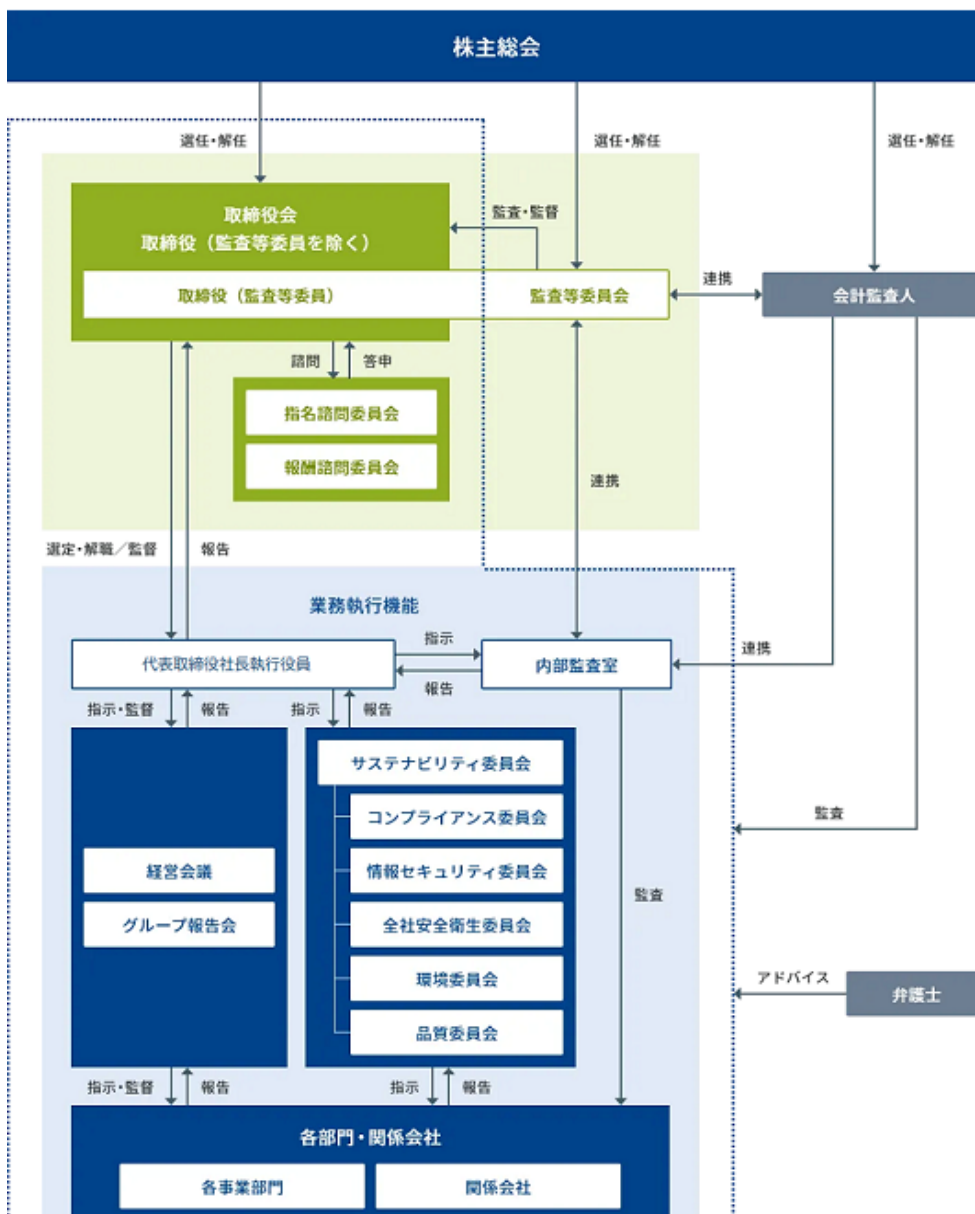 株主総会
選任・解任
選任・解任
選任・解任
取締役会
取締役（監査等委員を除く）
監査・監督
取締役（監査等委員）
監査等委員会
連携
会計監査人
諮問
答申
指名諮問委員会
報酬諮問委員会
連携
選定・解職／監督
報告
業務執行機能
代表取締役社長執行役員
指示
報告
内部監査室
連携
指示・監督
報告
指示
報告
サステナビリティ委員会
コンプライアンス委員会
情報セキュリティ委員会
全社安全衛生委員会
環境委員会
品質委員会
経営会議
グループ報告会
監査
監査
アドバイス
弁護士
指示・監督
報告
指示
報告
各部門・関係会社
各事業部門
関係会社